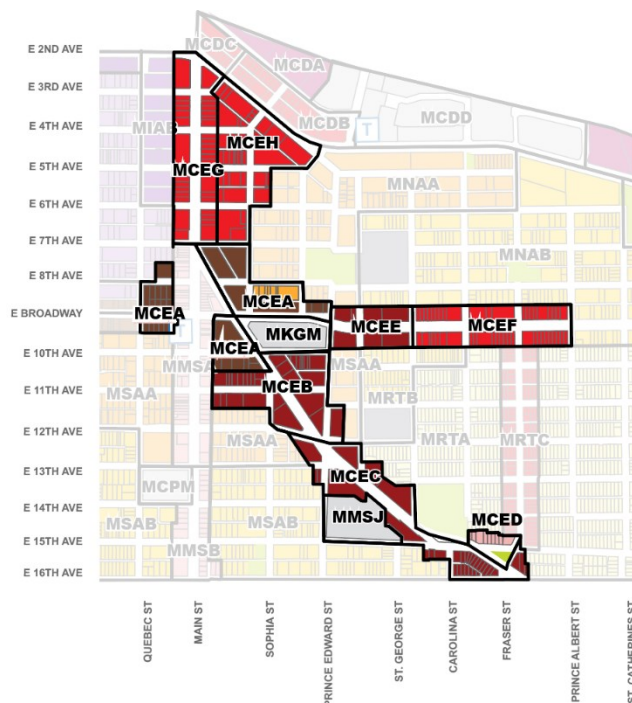 E 2ND AVE
MCDC
MCDA
E 3RD AVE
MCDB
MCDD
E 4TH AVE
T
MIAB
MCEH
E 5TH AVE
MCEG
MNAA
E 6TH AVE
E 7TH AVE
MNAB
E 8TH AVE
MCEA
MCEA
E BROADWAY
MCEE
MCEF
MKGM
MCEA
E 10TH AVE
MMSA
MSAA
MCEB
E 11TH AVE
MSAA
MRTB
E 12TH AVE
MSAA
MRTA
MRTC
E 13TH AVE
MCEC
MCPM
E 14TH AVE
MMSJ
MCED
MSAB
MSAB
E 15TH AVE
MMSB
E 16TH AVE
QUEBEC ST
MAIN ST
SOPHIA ST
PRINCE EDWARD ST
ST. GEORGE ST
CAROLINA ST
FRASER ST
PRINCE ALBERT ST
ST. CATHERINES ST